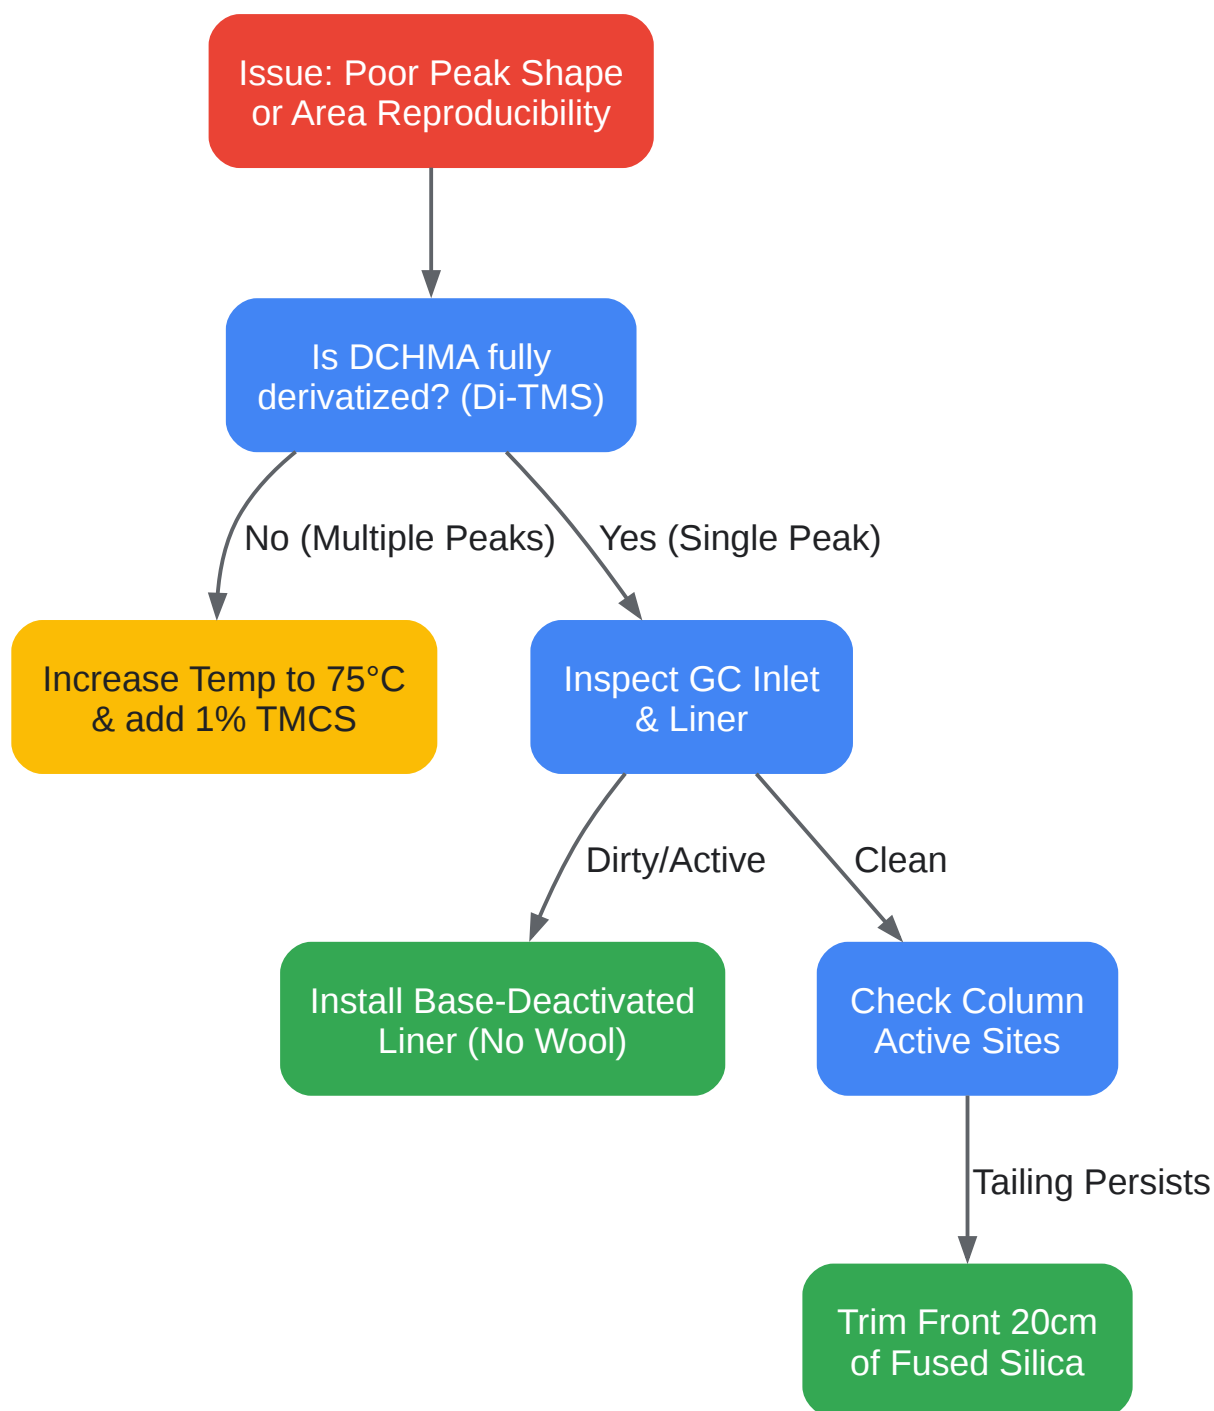 Issue: Poor Peak Shape
or Area Reproducibility
Is DCHMA fully
derivatized? (Di-TMS)
No (Multiple Peaks)
Yes (Single Peak)
Increase Temp to 75°C
& add 1% TMCS
Inspect GC Inlet
& Liner
Dirty/Active
Clean
Install Base-Deactivated
Liner (No Wool)
Check Column
Active Sites
Tailing Persists
Trim Front 20cm
of Fused Silica